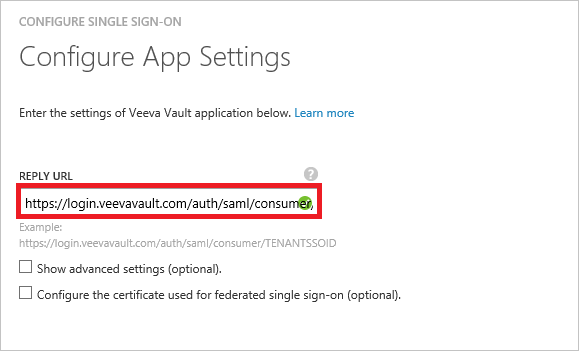 CONFIGURE SINGLE SIGN-ON
Configure App Settings
Enter the settings of Veeva Vault application below. Learn more
REPLY URL ?
https://login.veevavault.com/auth/saml/consumer/
Example:
https://login.veevavault.com/auth/saml/consumer/TENANTSSOID
Show advanced settings (optional).
Configure the certificate used for federated single sign-on (optional).